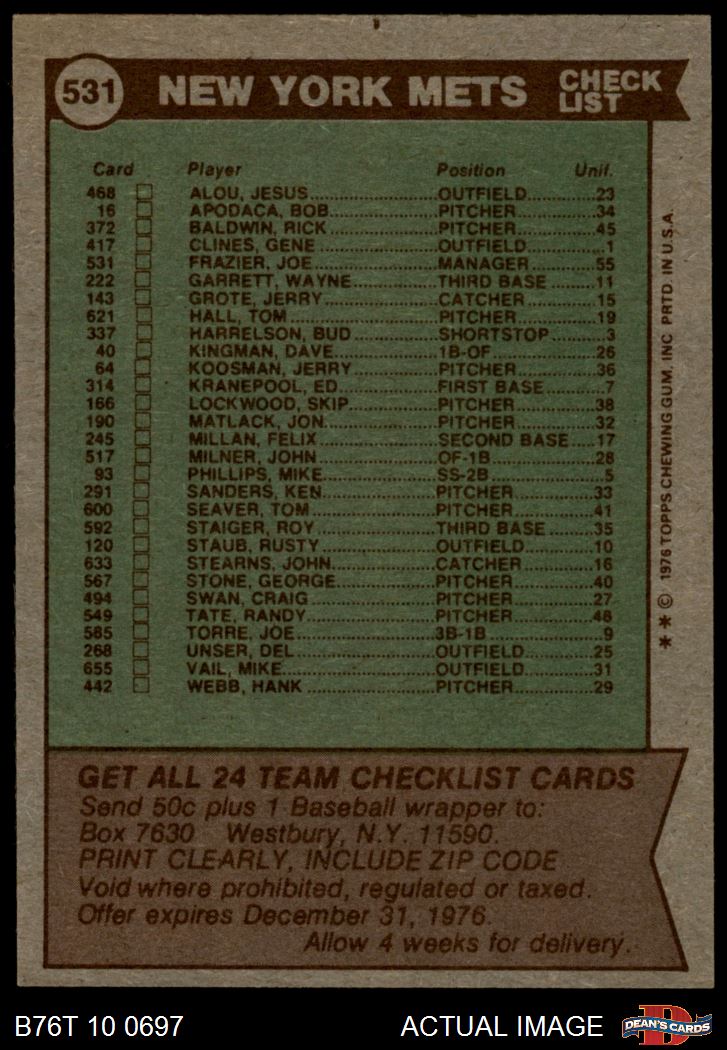 531 NEW YORK METS CHECK LIST
Card Player Position Unif.
468 ALOU, JESUS OUTFIELD 23
16 APODACA, BOB PITCHER 34
372 BALDWIN, RICK PITCHER 45
417 CLINES, GENE OUTFIELD 1
531 FRAZIER, JOE MANAGER 55
222 GARRETT, WAYNE THIRD BASE 11
143 GROTE, JERRY CATCHER 15
621 HALL, TOM PITCHER 19
337 HARRELSON, BUD SHORTSTOP 3
40 KINGMAN, DAVE 1B-OF 26
64 KOOSMAN, JERRY PITCHER 36
314 KRANEPOOL, ED FIRST BASE 7
166 LOCKWOOD, SKIP PITCHER 38
190 MATLACK, JON PITCHER 32
245 MILLAN, FELIX SECOND BASE 17
517 MILNER, JOHN OF-1B 28
93 PHILLIPS, MIKE SS-2B 5
291 SANDERS, KEN PITCHER 33
600 SEAVER, TOM PITCHER 41
592 STAIGER, ROY THIRD BASE 35
120 STAUB, RUSTY OUTFIELD 10
633 STEARNS, JOHN CATCHER 16
567 STONE, GEORGE PITCHER 40
494 SWAN, CRAIG PITCHER 27
549 TATE, RANDY PITCHER 48
585 TORRE, JOE 3B-1B 9
268 UNSER, DEL OUTFIELD 25
655 VAIL, MIKE OUTFIELD 31
442 WEBB, HANK PITCHER 29
* * © 1976 TOPPS CHEWING GUM, INC PRTD. IN U.S.A.
GET ALL 24 TEAM CHECKLIST CARDS
Send 50c plus 1 Baseball wrapper to:
Box 7630 Westbury, N.Y. 11590.
PRINT CLEARLY, INCLUDE ZIP CODE
Void where prohibited, regulated or taxed.
Offer expires December 31, 1976.
Allow 4 weeks for delivery.
B76T 10 0697 ACTUAL IMAGE D DEAN'S CARDS